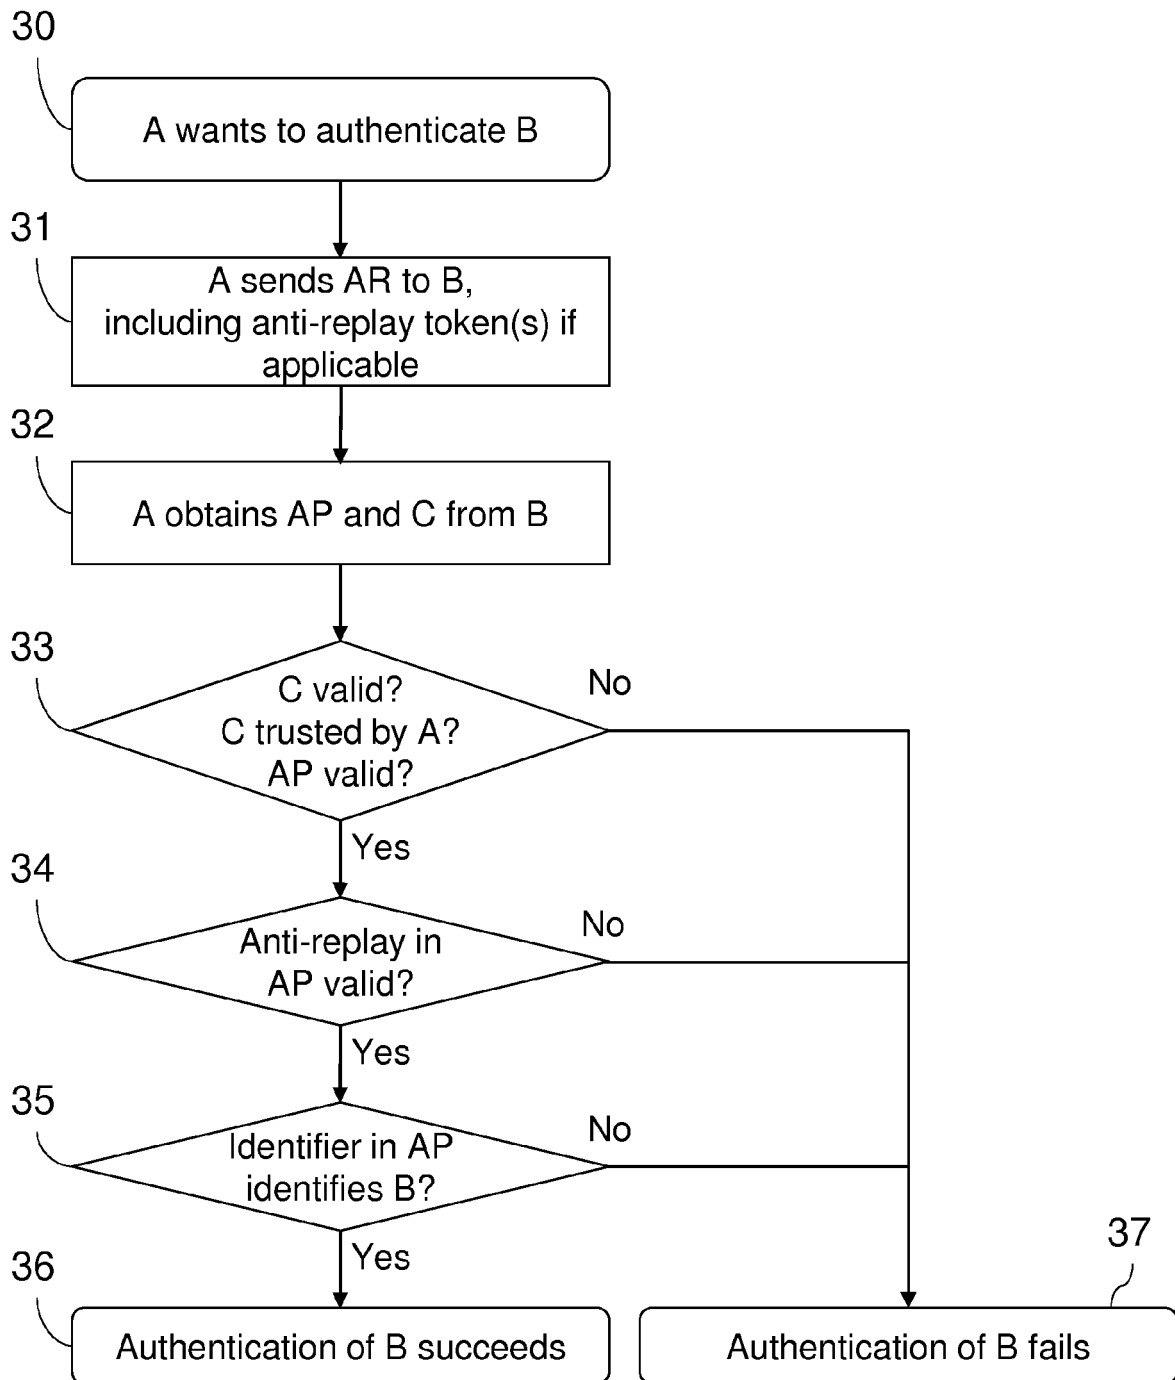 30
A wants to authenticate B
31
A sends AR to B,
including anti-replay token(s) if
applicable
32
A obtains AP and C from B
33
C valid?
C trusted by A?
AP valid?
No
Yes
34
Anti-replay in
AP valid?
No
Yes
35
Identifier in AP
identifies B?
No
Yes
36
Authentication of B succeeds
37
Authentication of B fails